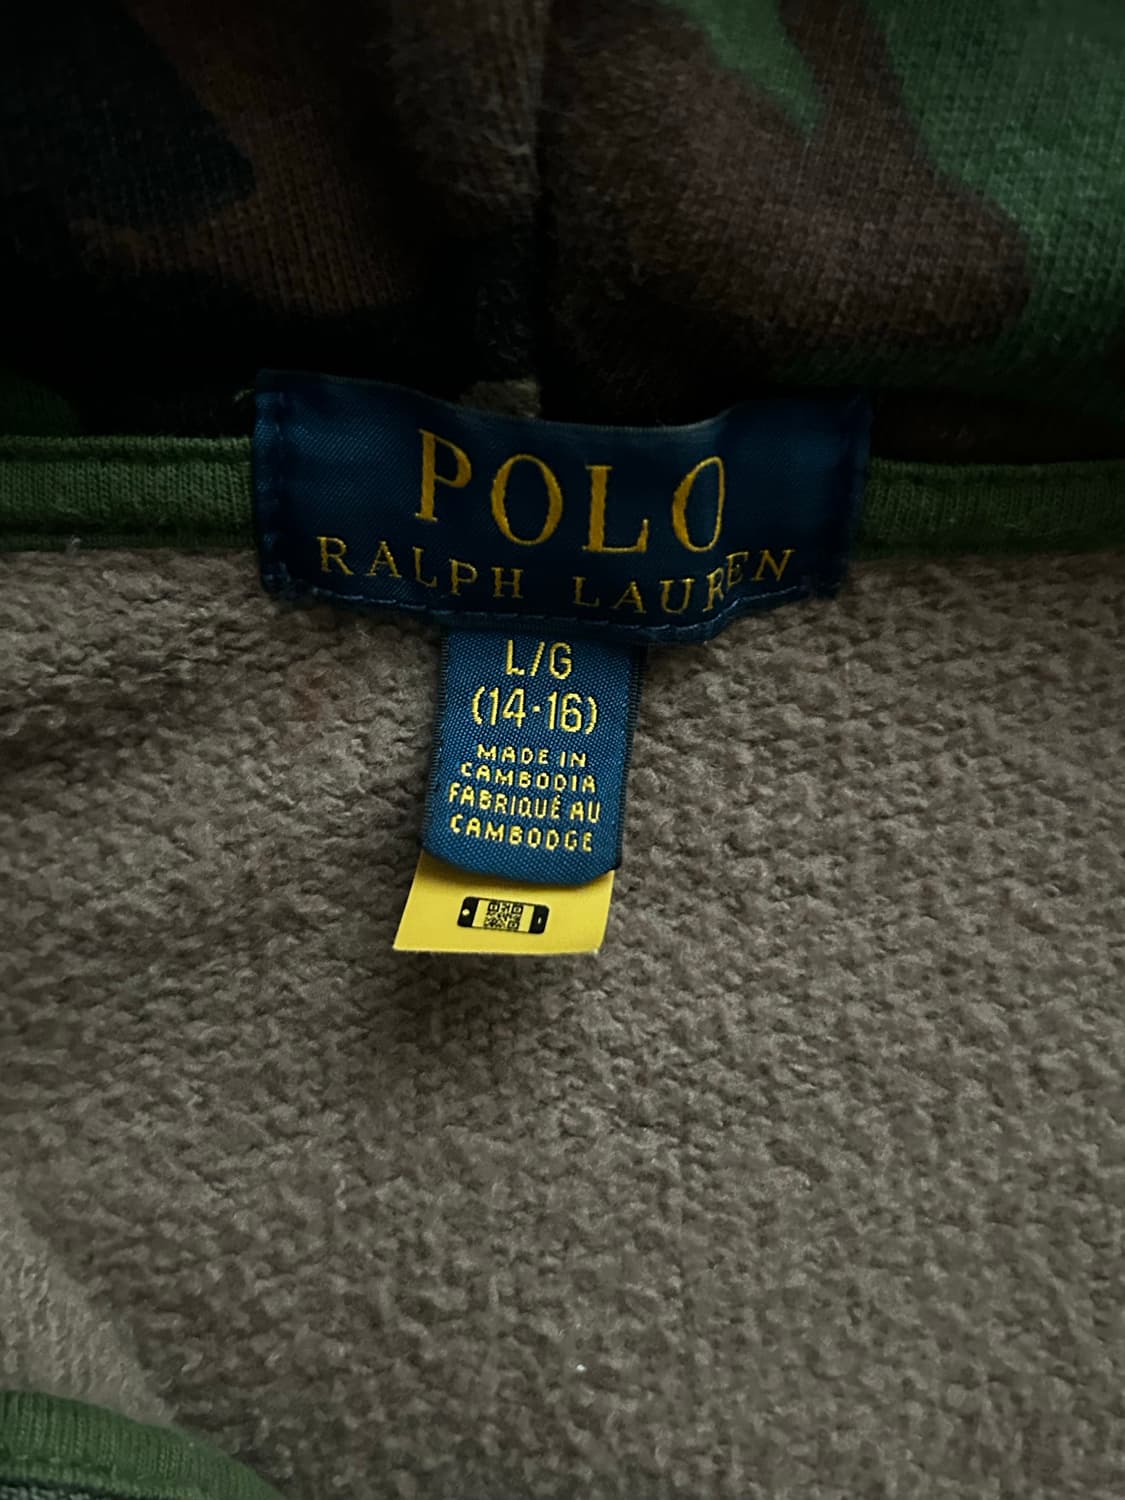 POLO
RALPH LAUREN
L/G
(14-16)
MADE IN
CAMBODIA
FABRIQUÉ AU
CAMBODGE